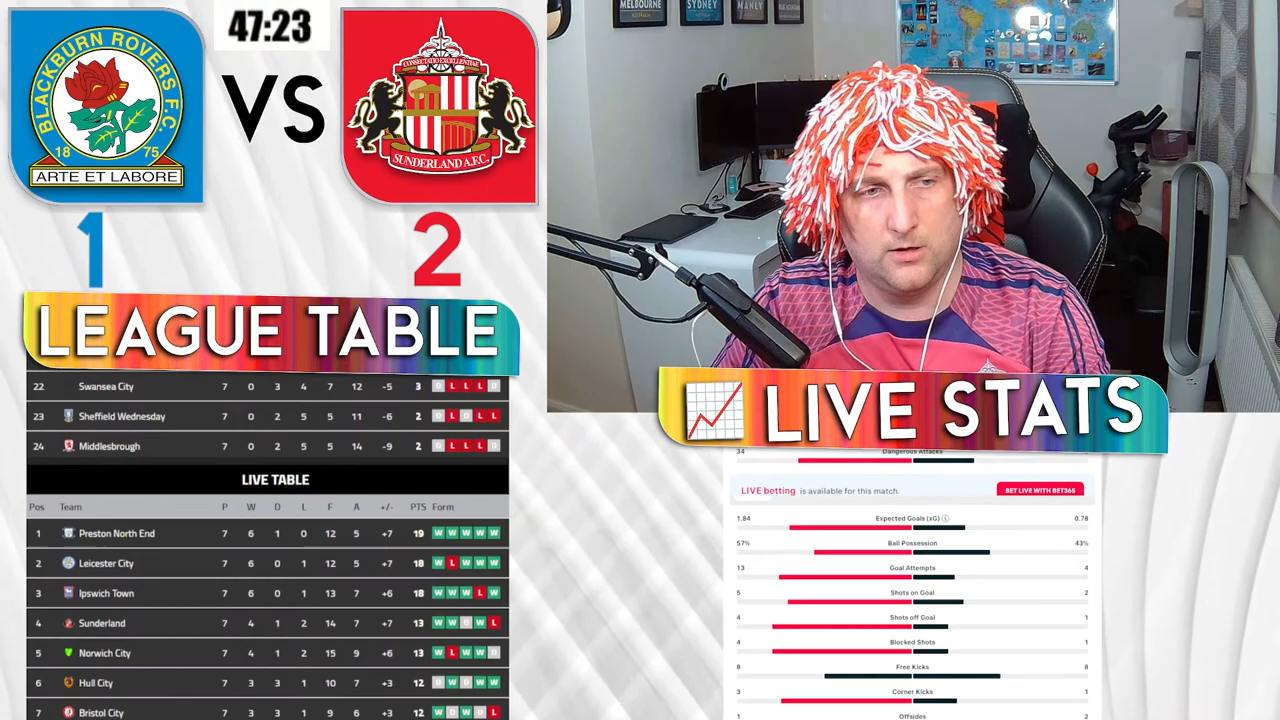 BLACKBURN ROVERS F.C.
18 75
ARTE ET LABORE
47:23
VS
CONSECTATIO EXCELLENTIAE
SUNDERLAND A.F.C.
1
2
MELBOURNE
SYDNEY
MANLY
LEAGUE TABLE
22 Swansea City 7 0 3 4 7 12 -5 3 D L L L D
23 Sheffield Wednesday 7 0 2 5 5 11 -6 2 D L D L L
24 Middlesbrough 7 0 2 5 5 14 -9 2 D L L L D
LIVE TABLE
Pos Team P W D L F A +/- PTS Form
1 Preston North End 7 6 1 0 12 5 +7 19 W W W W W
2 Leicester City 7 6 0 1 12 5 +7 18 W L W W W
3 Ipswich Town 7 6 0 1 13 7 +6 18 W W W L W
4 Sunderland 7 4 1 2 14 7 +7 13 W W D W L
5 Norwich City 7 4 1 2 15 9 +6 13 W L W W D
6 Hull City 7 3 3 1 10 7 +3 12 D W D W W
7 Bristol City 7 3 3 1 9 6 +3 12 W D W D L
LIVE STATS
34 Dangerous Attacks
LIVE betting is available for this match. BET LIVE WITH BET365
1.84 Expected Goals (xG) 0.78
57% Ball Possession 43%
13 Goal Attempts 4
5 Shots on Goal 2
4 Shots off Goal 1
4 Blocked Shots 1
8 Free Kicks 8
3 Corner Kicks 1
1 Offsides 2